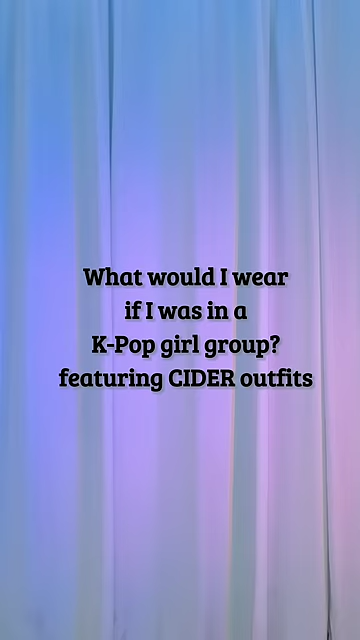 What would I wear
if I was in a
K-Pop girl group?
featuring CIDER outfits